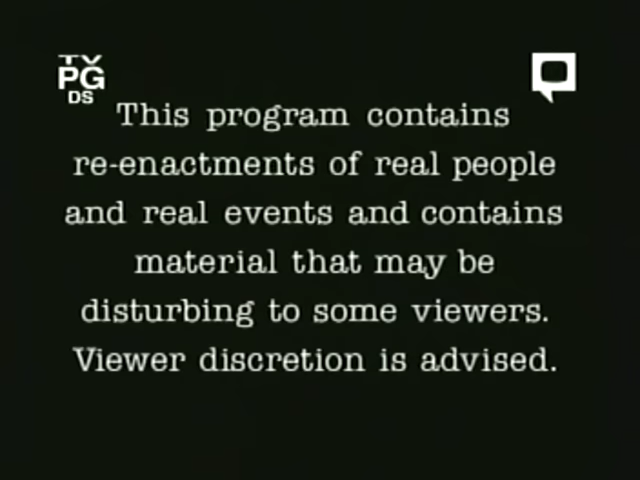 TV
PG
DS
This program contains
re-enactments of real people
and real events and contains
material that may be
disturbing to some viewers.
Viewer discretion is advised.